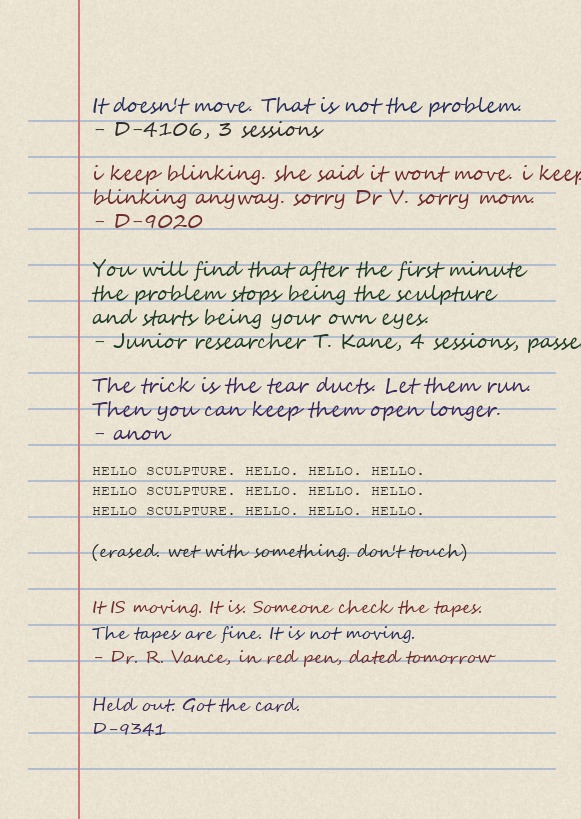 It doesn't move. That is not the problem.
- D-4106, 3 sessions
i keep blinking. she said it wont move. i keep
blinking anyway. sorry Dr V. sorry mom.
- D-9020
You will find that after the first minute
the problem stops being the sculpture
and starts being your own eyes.
- Junior researcher T. Kane, 4 sessions,
The trick is the tear ducts. Let them run.
Then you can keep them open longer.
- anon
HELLO SCULPTURE. HELLO. HELLO. HELLO.
HELLO SCULPTURE. HELLO. HELLO. HELLO.
HELLO SCULPTURE. HELLO. HELLO. HELLO.
(erased. wet with something. don't touch)
It IS moving. It is. Someone check the tapes.
The tapes are fine. It is not moving.
- Dr. R. Vance, in red pen, dated tomorrow
Held out. Got the card.
D-9341